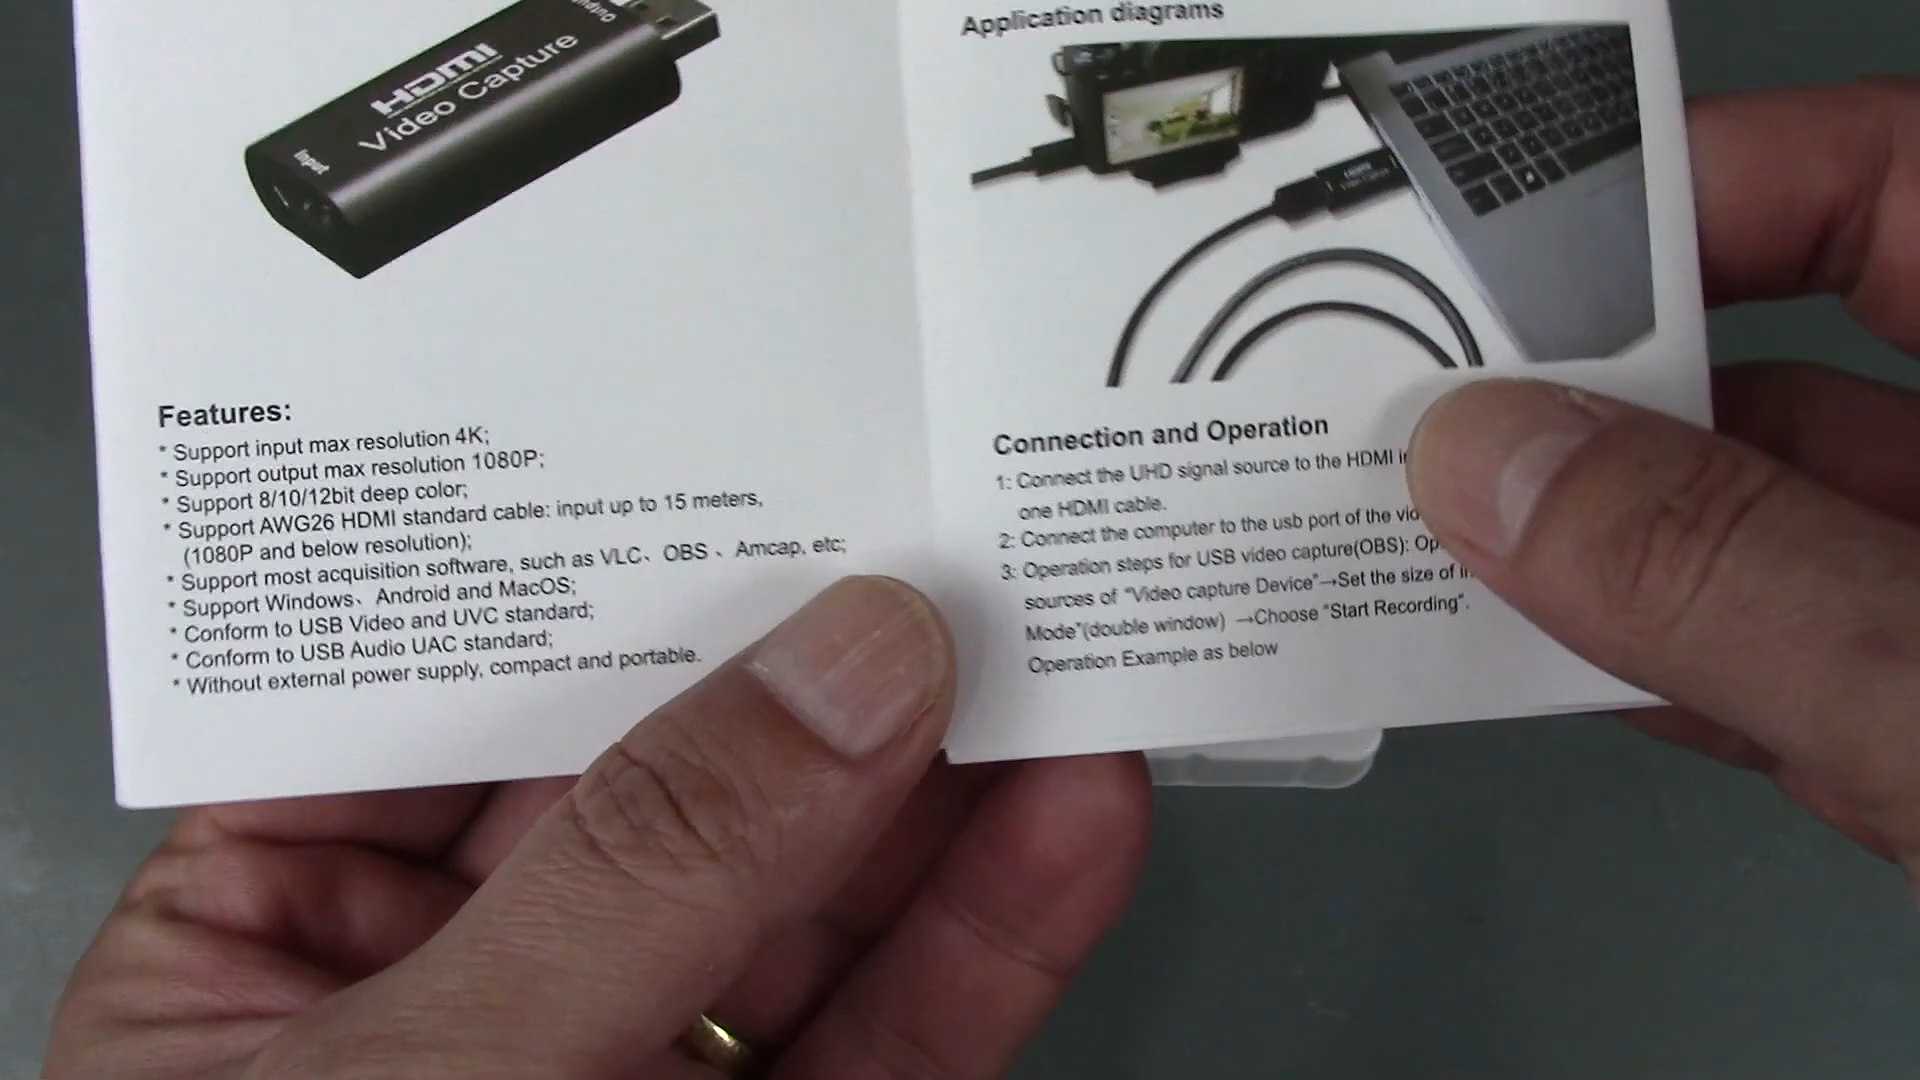 Output
HDMI
Video Capture
Input
Features:
* Support input max resolution 4K;
* Support output max resolution 1080P;
* Support 8/10/12bit deep color;
* Support AWG26 HDMI standard cable: input up to 15 meters,
(1080P and below resolution);
* Support most acquisition software, such as VLC、OBS 、Amcap, etc;
* Support Windows、Android and MacOS;
* Conform to USB Video and UVC standard;
* Conform to USB Audio UAC standard;
* Without external power supply, compact and portable.
Application diagrams
HDMI
Connection and Operation
1: Connect the UHD signal source to the HDMI
one HDMI cable.
2: Connect the computer to the usb port of the
3: Operation steps for USB video capture(OBS):
sources of "Video capture Device"→Set the size of
Mode"(double window) →Choose "Start Recording".
Operation Example as below